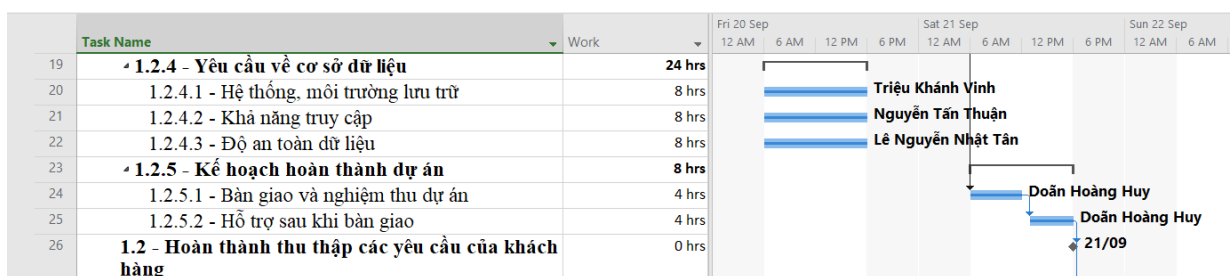 Fri 20 Sep Sat 21 Sep Sun 22 Sep
Task Name Work 12 AM 6 AM 12 PM 6 PM 12 AM 6 AM 12 PM 6 PM 12 AM 6 AM
19 1.2.4 - Yêu cầu về cơ sở dữ liệu 24 hrs
20 1.2.4.1 - Hệ thống, môi trường lưu trữ 8 hrs Triệu Khánh Vinh
21 1.2.4.2 - Khả năng truy cập 8 hrs Nguyễn Tấn Thuận
22 1.2.4.3 - Độ an toàn dữ liệu 8 hrs Lê Nguyễn Nhật Tân
23 1.2.5 - Kế hoạch hoàn thành dự án 8 hrs
24 1.2.5.1 - Bàn giao và nghiệm thu dự án 4 hrs Doãn Hoàng Huy
25 1.2.5.2 - Hỗ trợ sau khi bàn giao 4 hrs Doãn Hoàng Huy
26 1.2 - Hoàn thành thu thập các yêu cầu của khách 0 hrs 21/09
hàng